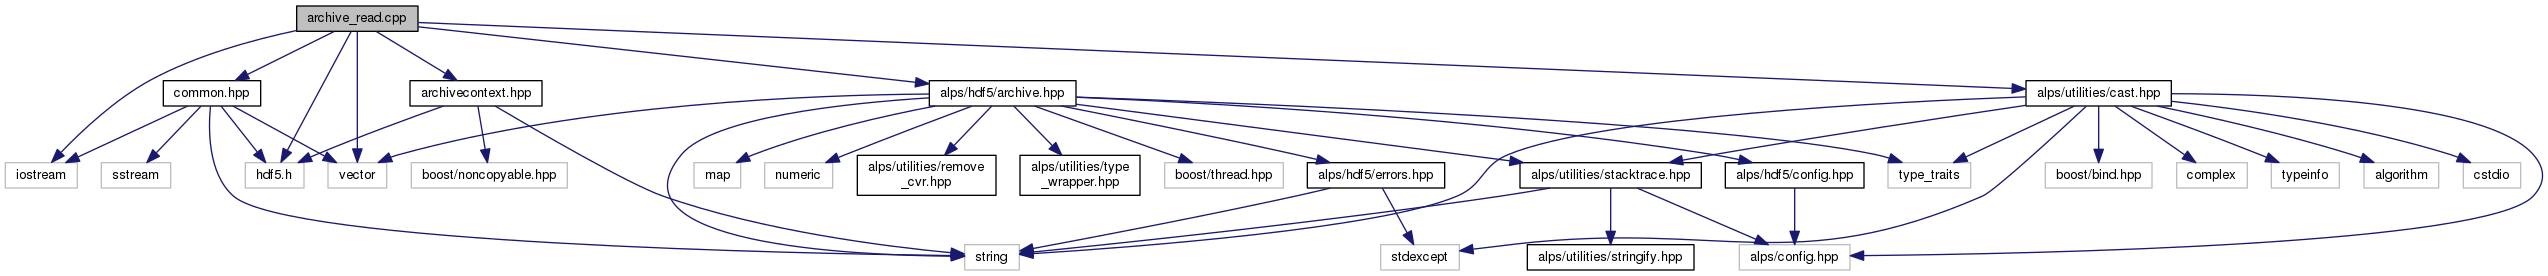 archive_read.cpp
common.hpp
archivecontext.hpp
alps/hdf5/archive.hpp
alps/utilities/cast.hpp
iostream
sstream
hdf5.h
vector
boost/noncopyable.hpp
map
numeric
alps/utilities/remove
_cvr.hpp
alps/utilities/type
_wrapper.hpp
boost/thread.hpp
alps/hdf5/errors.hpp
alps/utilities/stacktrace.hpp
alps/hdf5/config.hpp
type_traits
boost/bind.hpp
complex
typeinfo
algorithm
cstdio
string
stdexcept
alps/utilities/stringify.hpp
alps/config.hpp